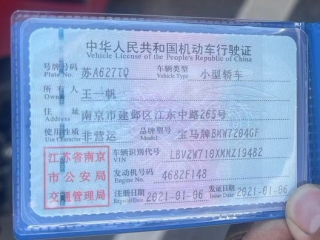 中华人民共和国机动车行驶证
Vehicle License of the People's Republic of China
号牌号码 苏A627TQ 车辆类型 小型轿车
Plate No. Vehicle Type
所有人 王一帆
Owner
住址 南京市建邺区江东中路265号
Address
使用性质 非营运 品牌型号 宝马牌BMW7204GF
Use Character Model
江苏省南京
市公安局
交通管理局
车辆识别代号
VIN
发动机号码 4682F148
Engine No.
注册日期 2021-01-06 发证日期 2021-01-06
Register Date Issue Date